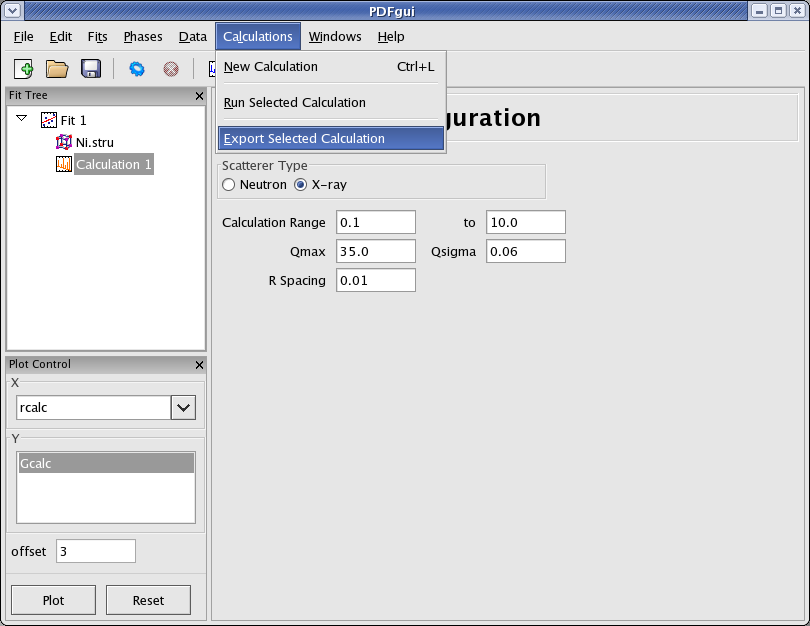 PDFgui
File Edit Fits Phases Data Calculations Windows Help
New Calculation Ctrl+L
Run Selected Calculation
Export Selected Calculation
Fit Tree
Fit 1
Ni.stru
Calculation 1
Plot Control
X
rcalc
Y
Gcalc
offset 3
Plot Reset
guration
Scatterer Type
Neutron X-ray
Calculation Range 0.1 to 10.0
Qmax 35.0 Qsigma 0.06
R Spacing 0.01